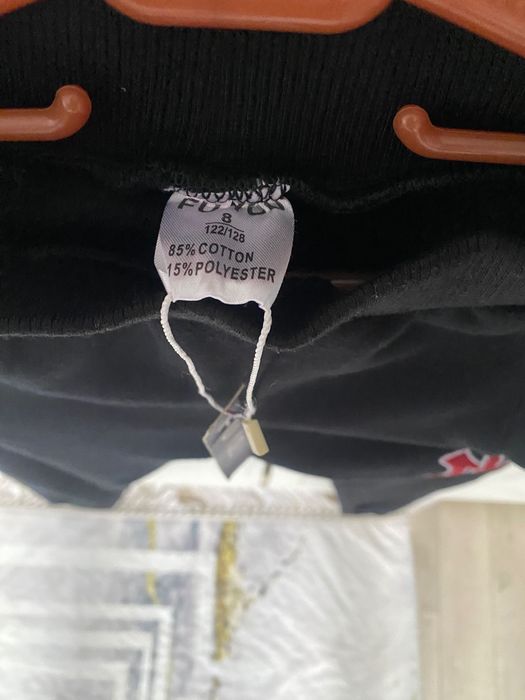 8
122/128
85% COTTON
15% POLYESTER